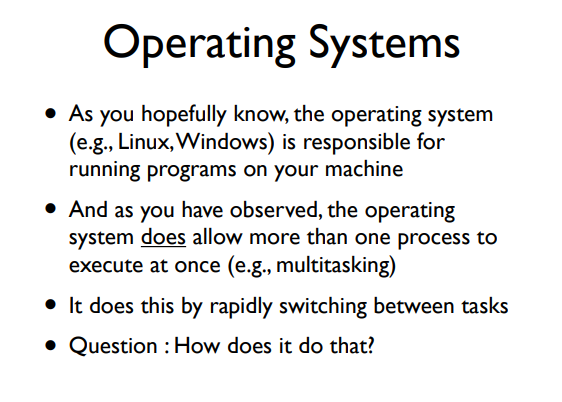 Operating Systems
• As you hopefully know, the operating system
(e.g., Linux, Windows) is responsible for
running programs on your machine
• And as you have observed, the operating
system does allow more than one process to
execute at once (e.g., multitasking)
• It does this by rapidly switching between tasks
• Question : How does it do that?